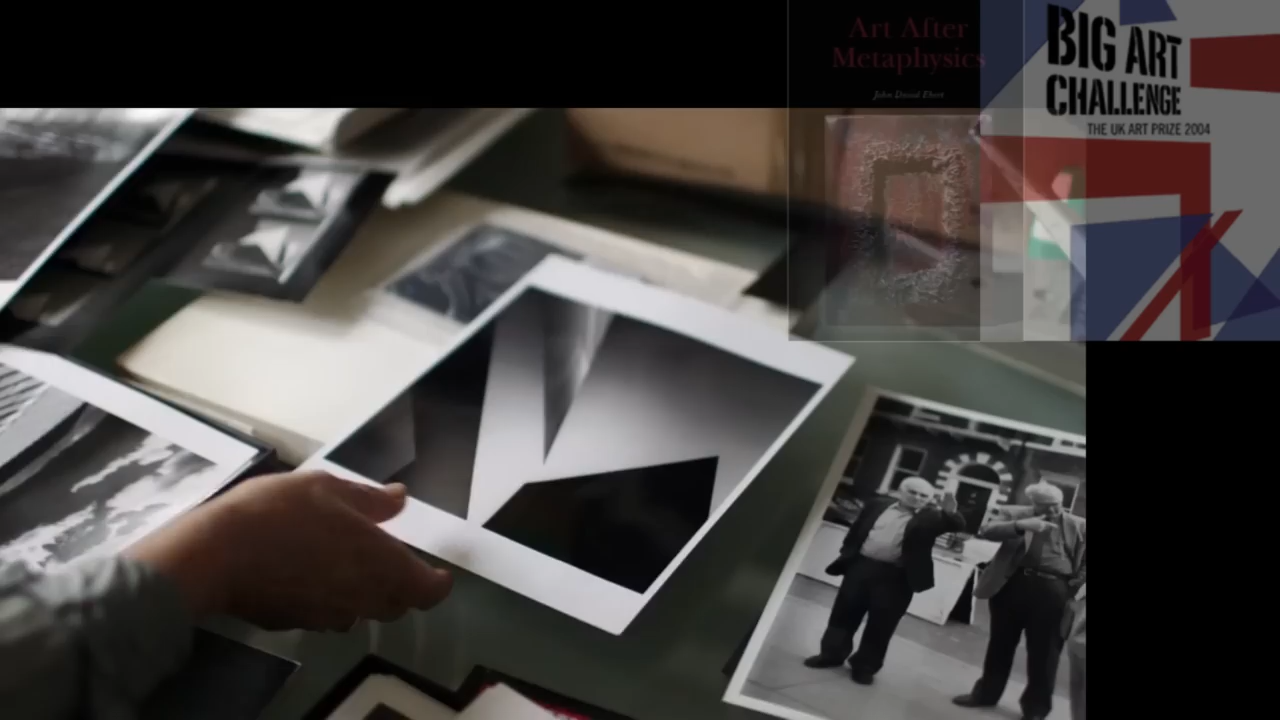 Art After
Metaphysics
John David Ebert
BIG ART
CHALLENGE
THE UK ART PRIZE 2004